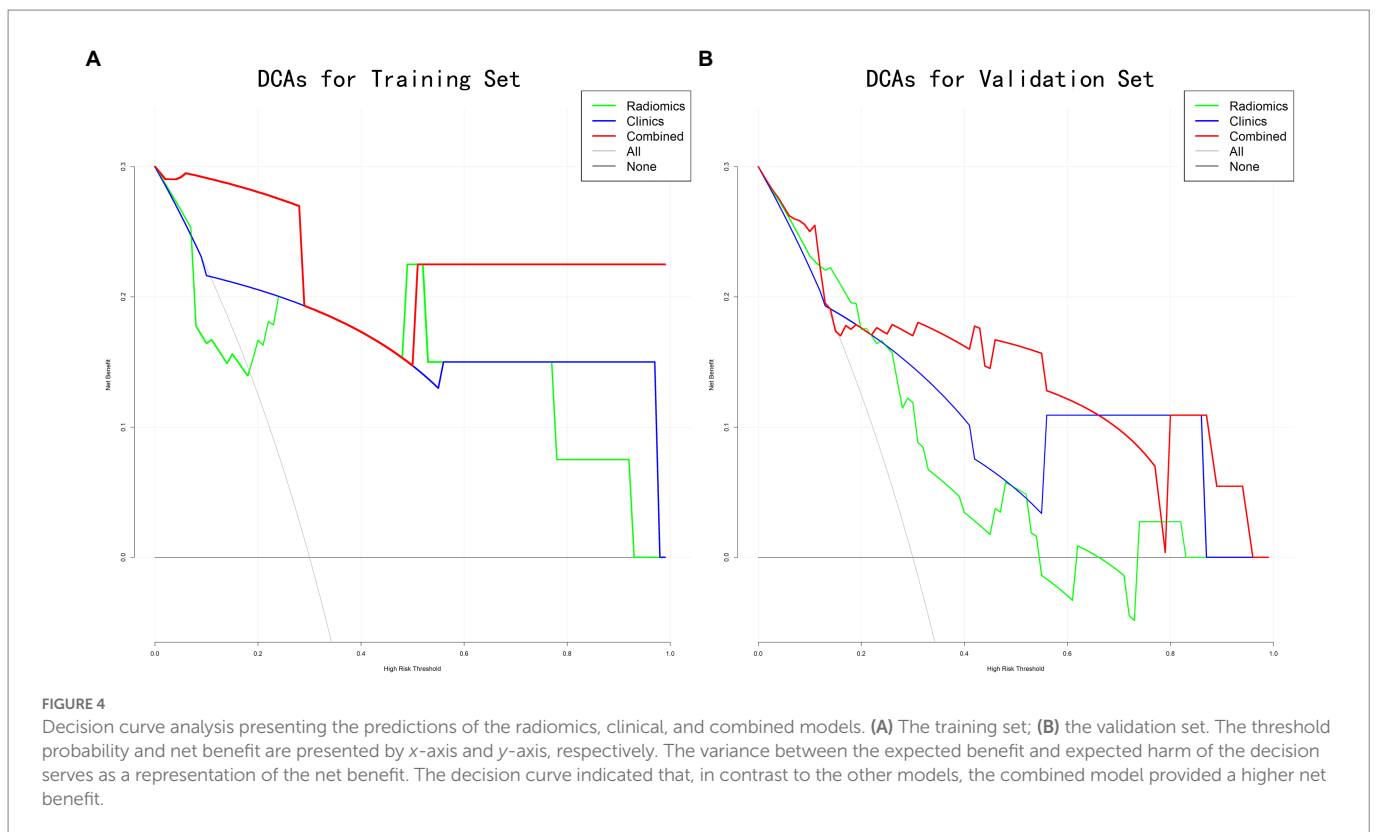 A
DCAs for Training Set
Radiomics
Clinics
Combined
All
None
0.3
0.2
0.1
0.0
Net Benefit
0.0
0.2
0.4
0.6
0.8
1.0
High Risk Threshold
B
DCAs for Validation Set
Radiomics
Clinics
Combined
All
None
0.3
0.2
0.1
0.0
Net Benefit
0.0
0.2
0.4
0.6
0.8
1.0
High Risk Threshold
FIGURE 4
Decision curve analysis presenting the predictions of the radiomics, clinical, and combined models. (A) The training set; (B) the validation set. The threshold
probability and net benefit are presented by x-axis and y-axis, respectively. The variance between the expected benefit and expected harm of the decision
serves as a representation of the net benefit. The decision curve indicated that, in contrast to the other models, the combined model provided a higher net
benefit.